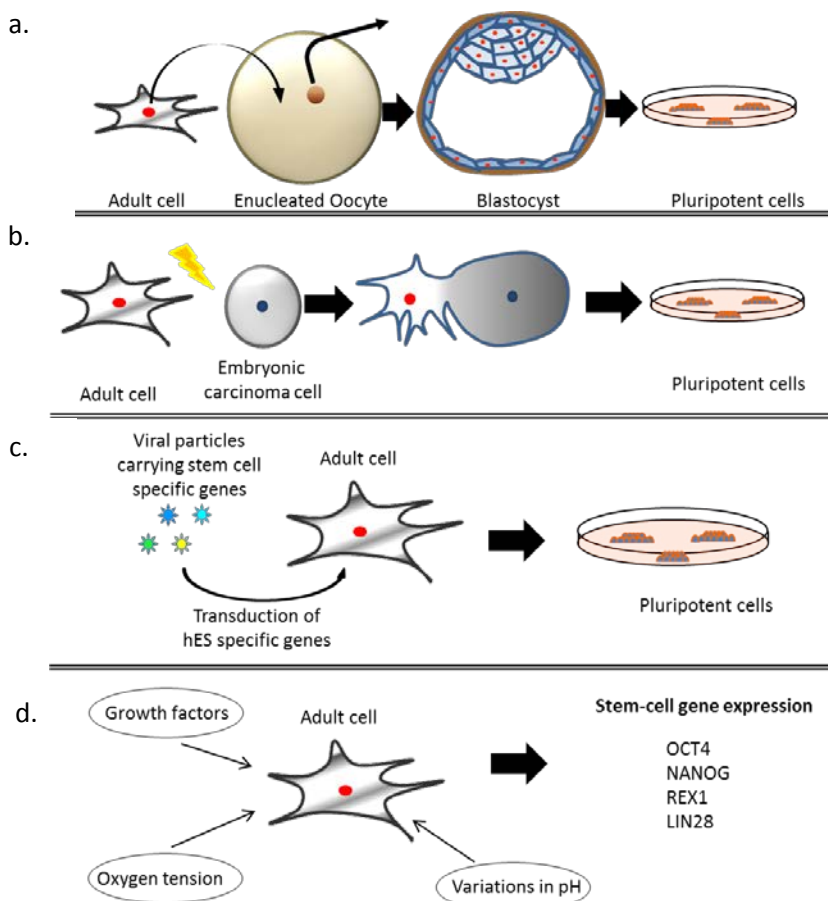 a.
Adult cell
Enucleated Oocyte
Blastocyst
Pluripotent cells
b.
Adult cell
Embryonic
carcinoma cell
Pluripotent cells
c.
Viral particles
carrying stem cell
specific genes
Adult cell
Transduction of
hES specific genes
Pluripotent cells
d.
Growth factors
Adult cell
Oxygen tension
Variations in pH
Stem-cell gene expression
OCT4
NANOG
REX1
LIN28